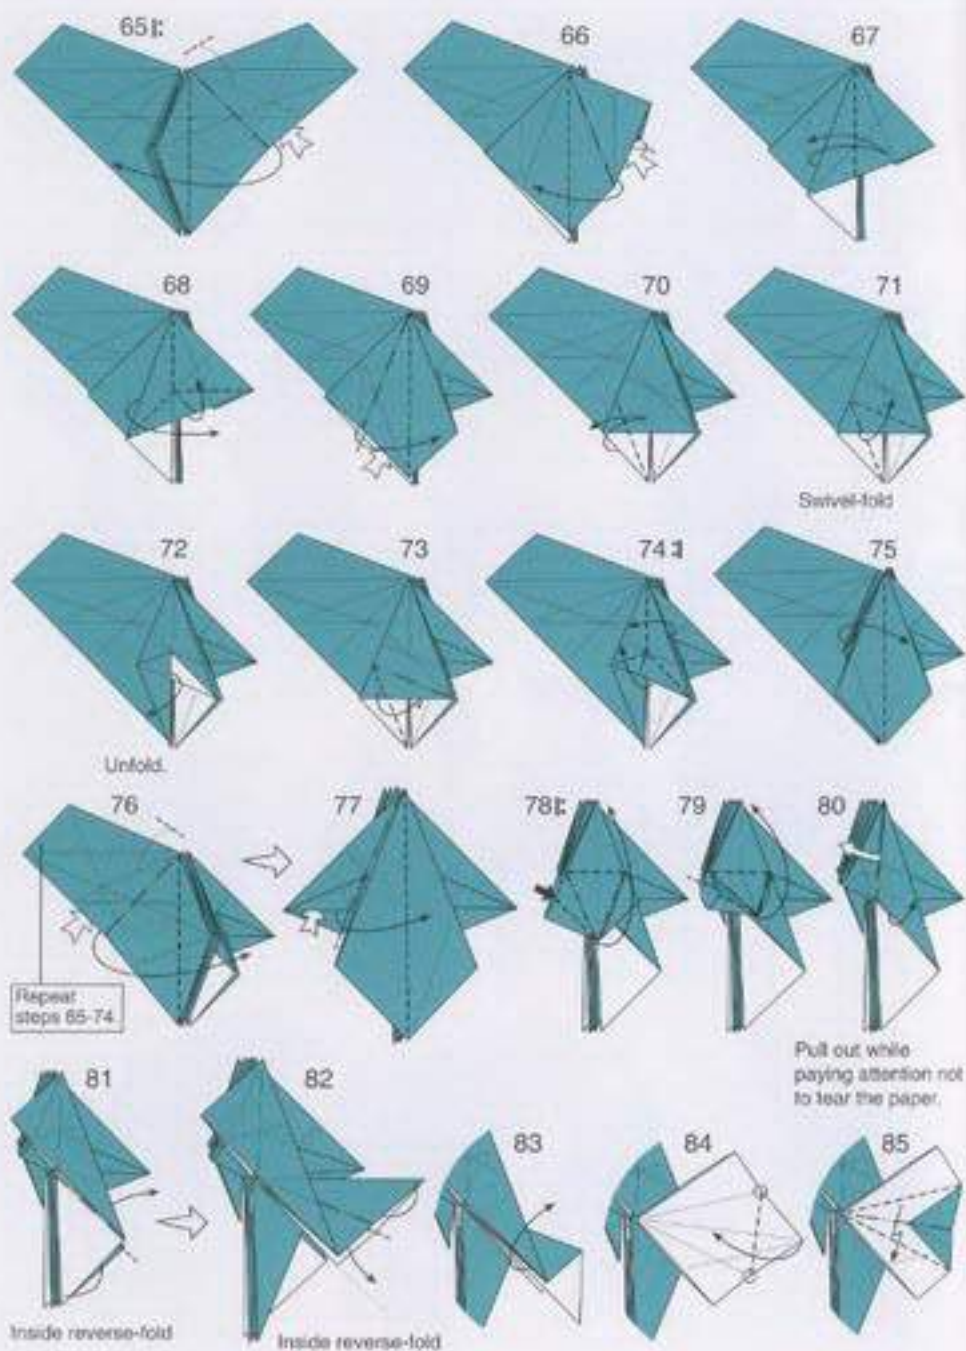 65
66
67
68
69
70
71
Swivel-fold
72
73
74
75
Unfold.
76
77
78
79
80
Repeat
steps 65-74
Pull out while
paying attention not
to tear the paper.
81
82
83
84
85
Inside reverse-fold
Inside reverse-fold